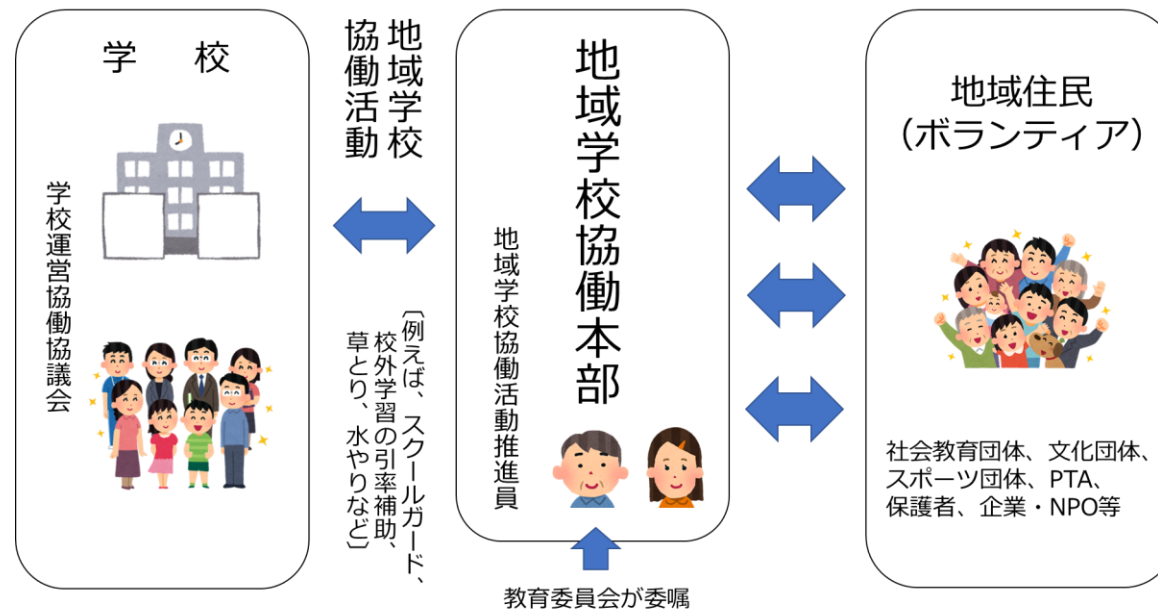 学　校
学校運営協働協議会
地域学校
協働活動
〔例えば、スクールガード、
校外学習の引率補助、
草とり、水やりなど〕
地域学校協働本部
地域学校協働活動推進員
教育委員会が委嘱
地域住民
（ボランティア）
社会教育団体、文化団体、
スポーツ団体、PTA、
保護者、企業・NPO等